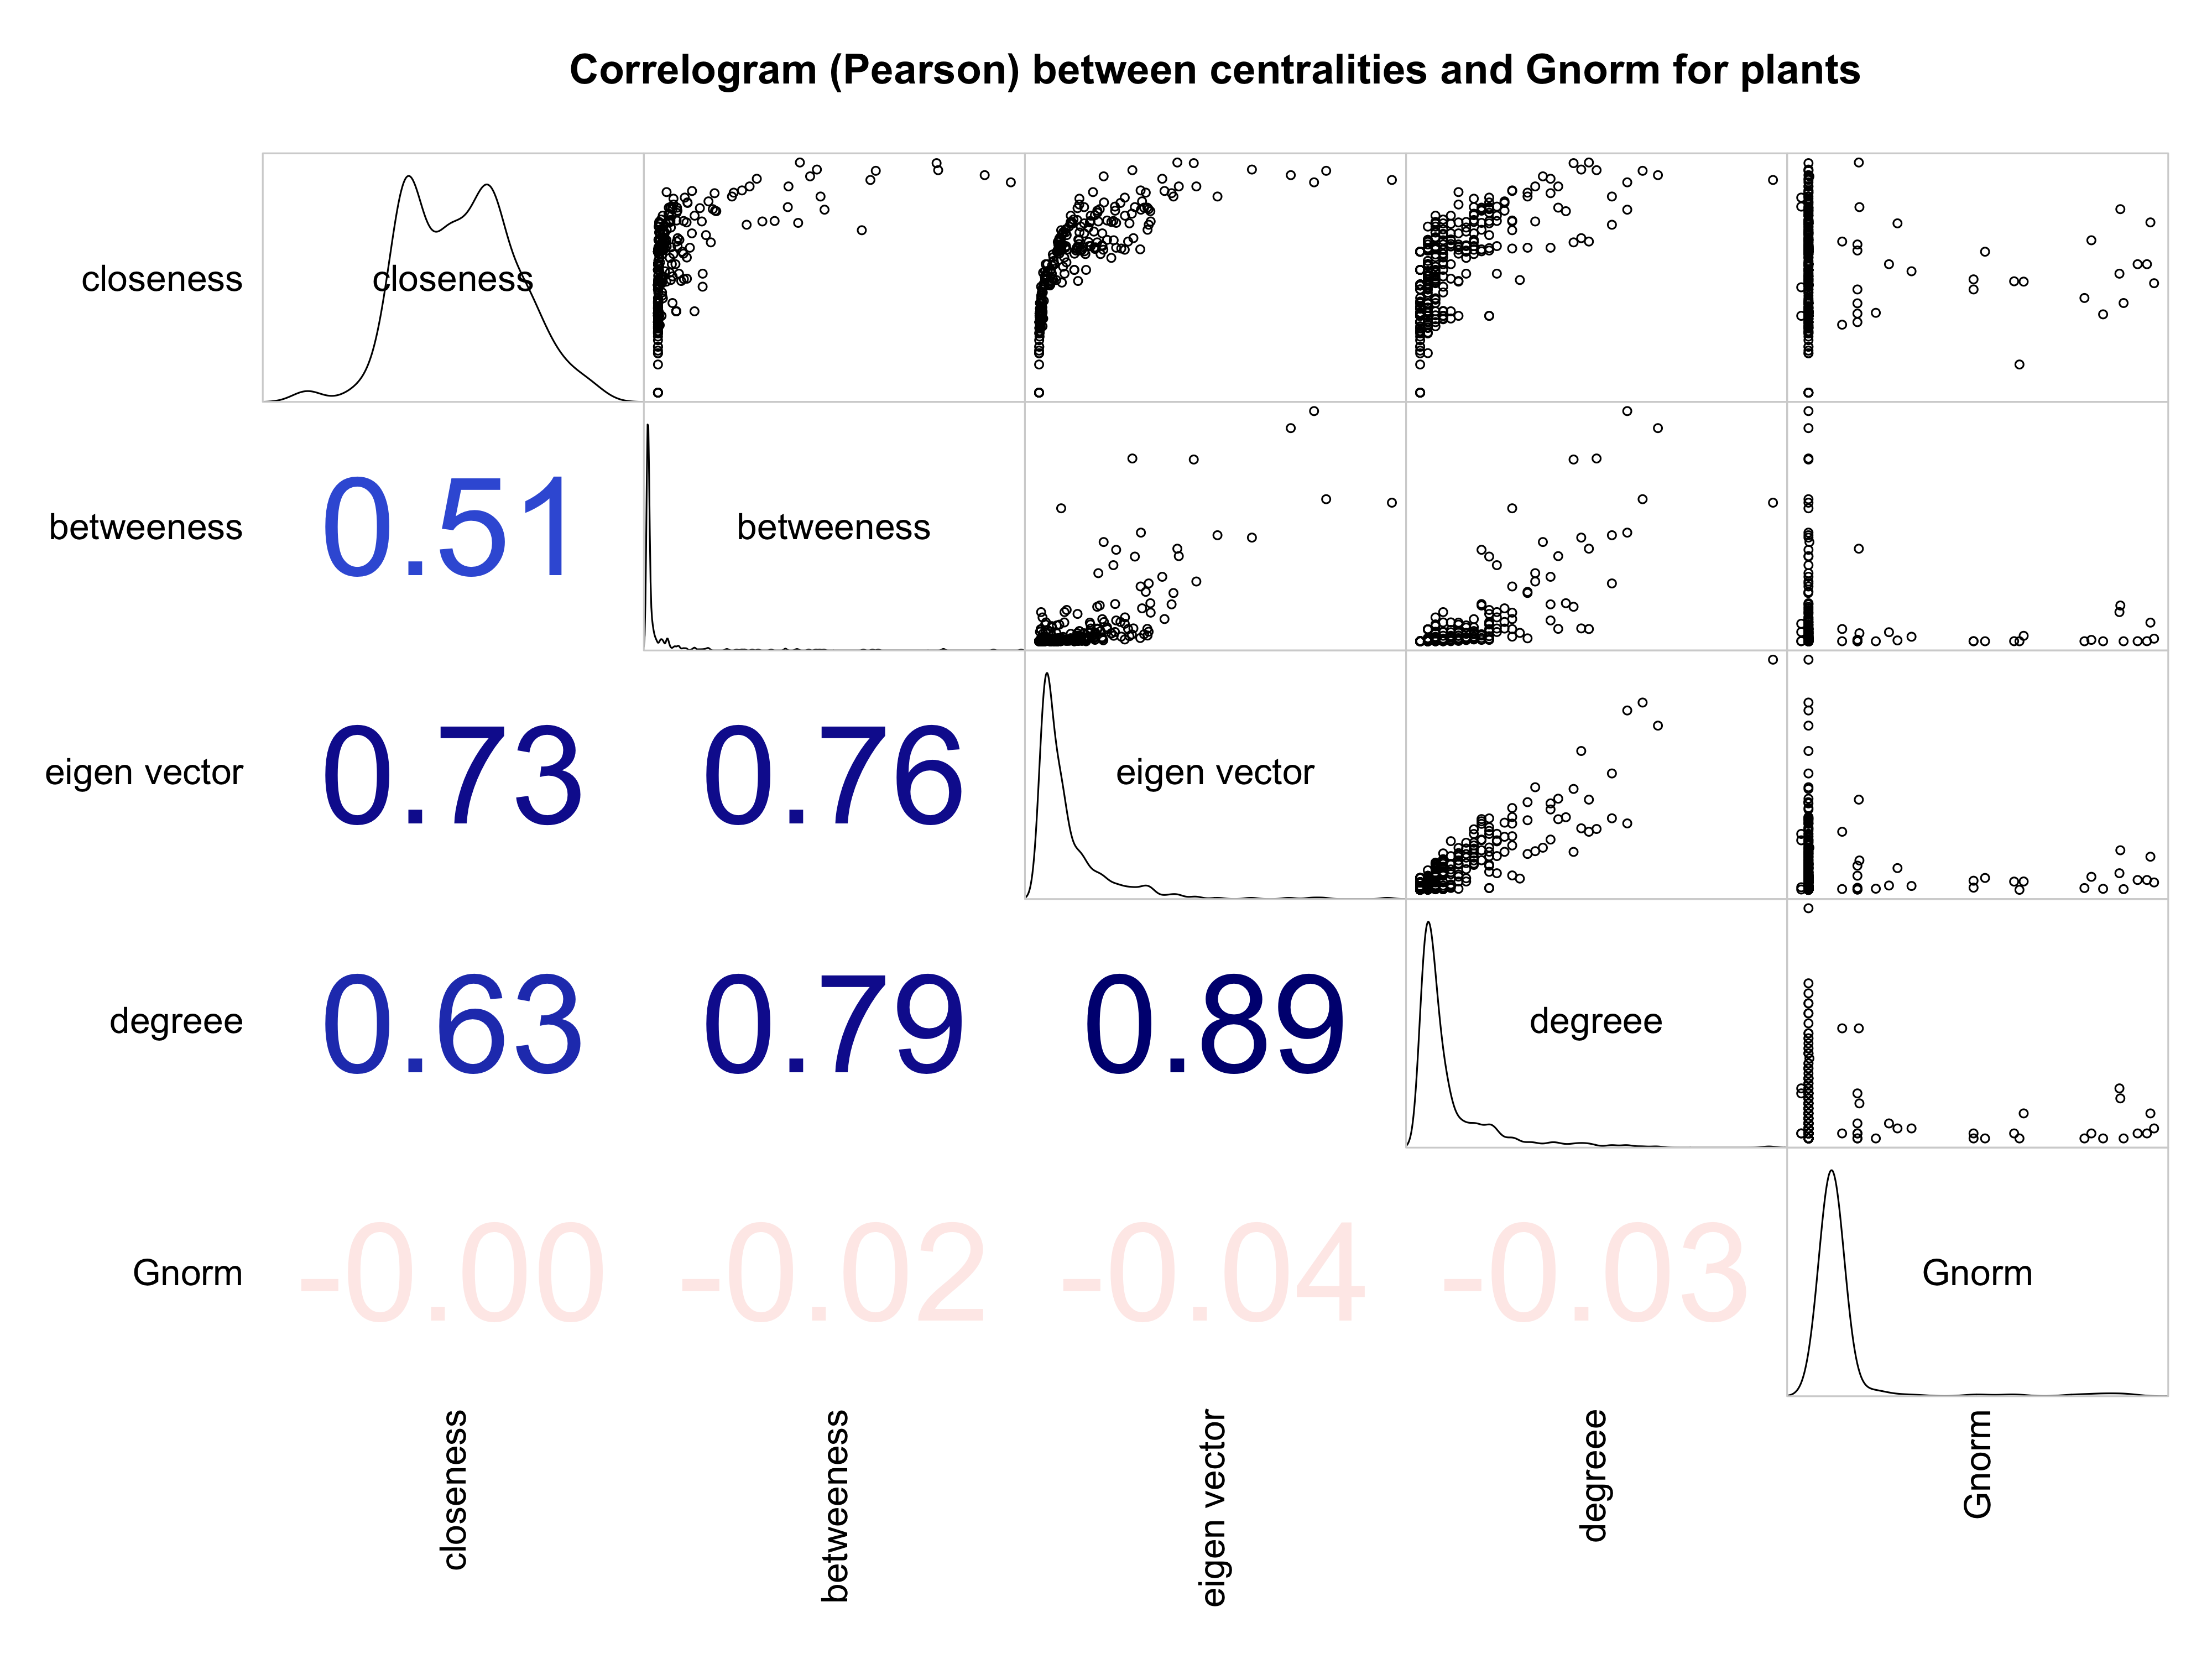 Correlogram (Pearson) between centralities and Gnorm for plants
closeness
closeness
betweeness
0.51
betweeness
eigen vector
0.73
0.76
eigen vector
degreee
0.63
0.79
0.89
degreee
Gnorm
-0.00
-0.02
-0.04
-0.03
Gnorm
closeness
betweeness
eigen vector
degreee
Gnorm